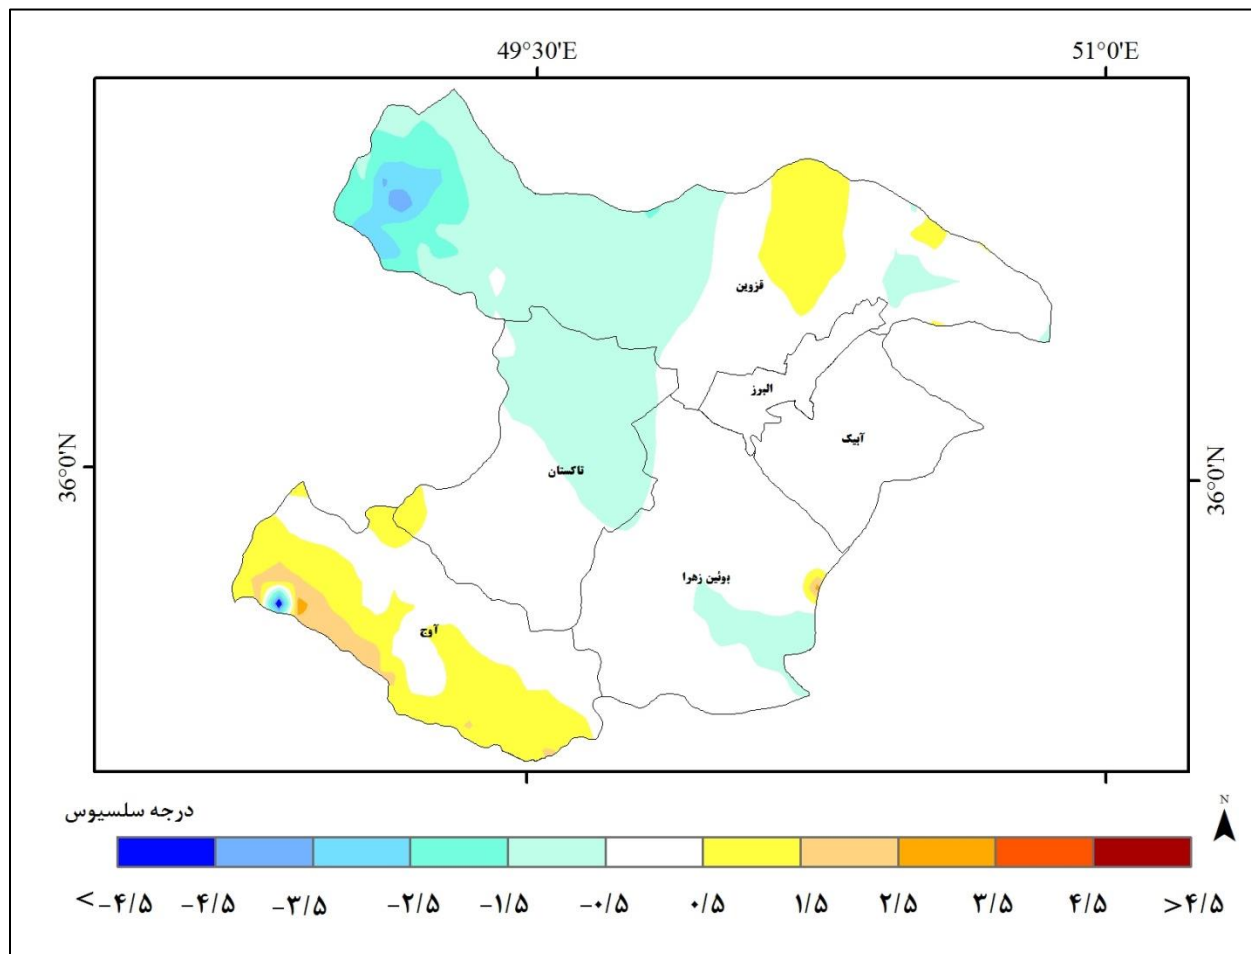 49°30'E
51°0'E
قزوین
البرز
آبیک
36°0'N
تاکستان
36°0'N
بوئین زهرا
آوج
درجه سلسیوس
N
<-۴/۵
-۴/۵
-۳/۵
-۲/۵
-۱/۵
-۰/۵
۰/۵
۱/۵
۲/۵
۳/۵
۴/۵
>۴/۵